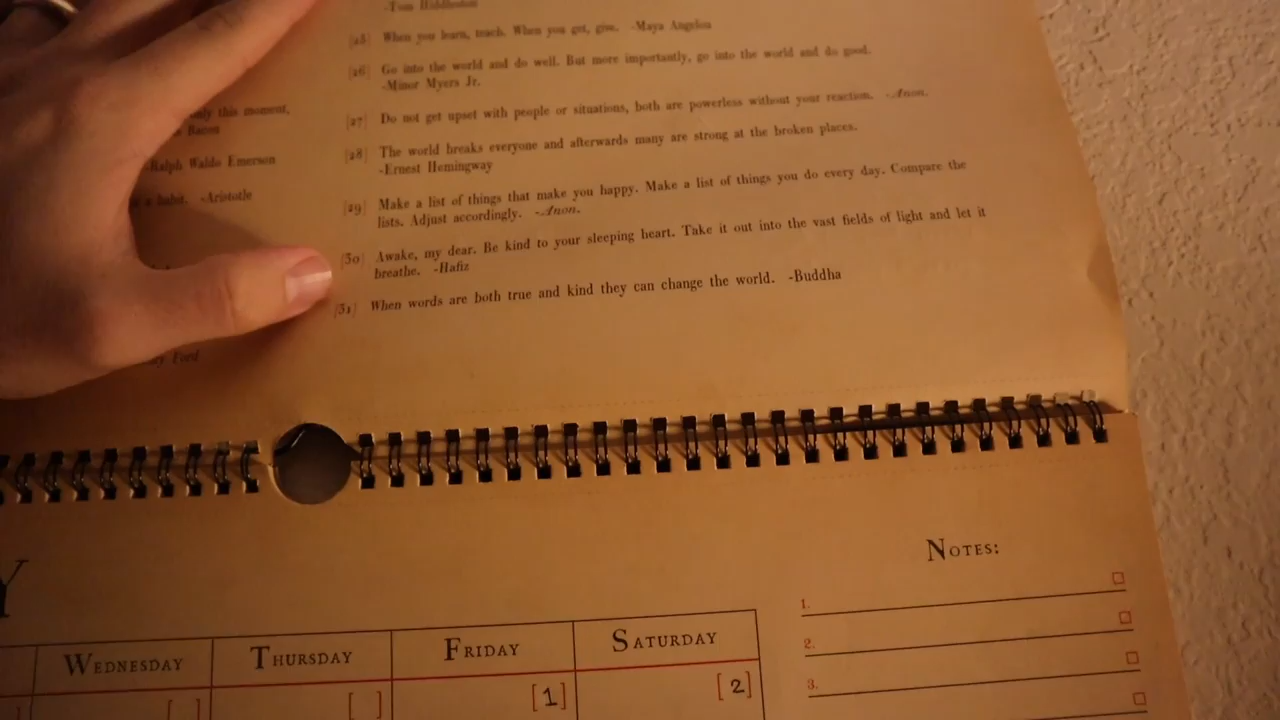 -Tom Hiddleston
[25] When you learn, teach. When you get, give. -Maya Angelou
[26] Go into the world and do well. But more importantly, go into the world and do good.
-Minor Myers Jr.
only this moment,
Bacon
[27] Do not get upset with people or situations, both are powerless without your reaction. -Anon.
[28] The world breaks everyone and afterwards many are strong at the broken places.
-Ernest Hemingway
-Ralph Waldo Emerson
a habit. -Aristotle
[29] Make a list of things that make you happy. Make a list of things you do every day. Compare the
lists. Adjust accordingly. -Anon.
[30] Awake, my dear. Be kind to your sleeping heart. Take it out into the vast fields of light and let it
breathe. -Hafiz
[31] When words are both true and kind they can change the world. -Buddha
Ford
Y
NOTES:
1.
2.
3.
WEDNESDAY THURSDAY FRIDAY SATURDAY
[ ] [ ] [1] [2]